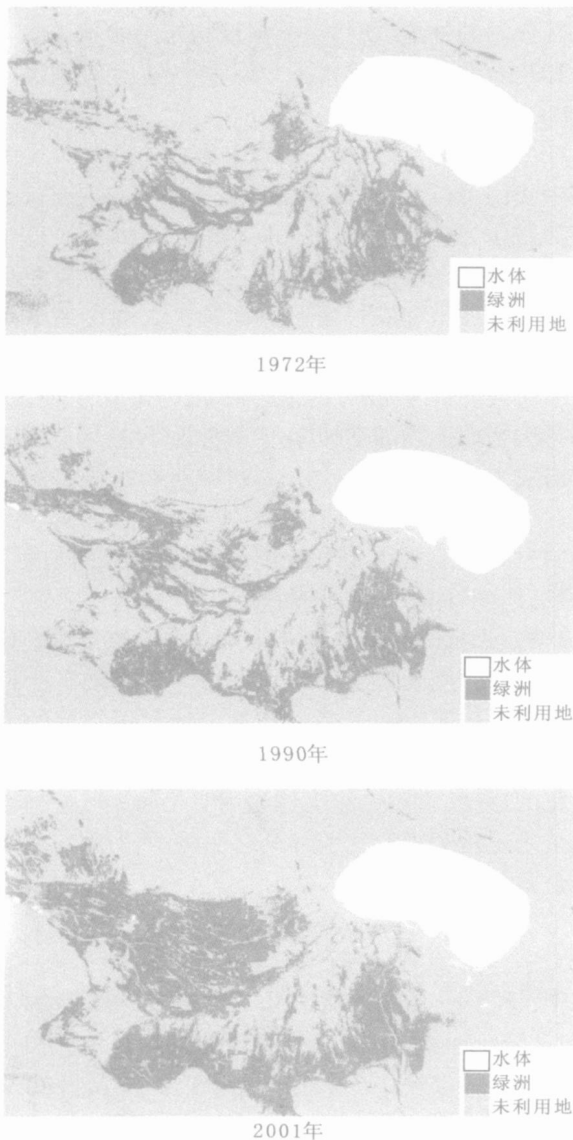 水体
绿洲
未利用地
1972年
水体
绿洲
未利用地
1990年
水体
绿洲
未利用地
2001年